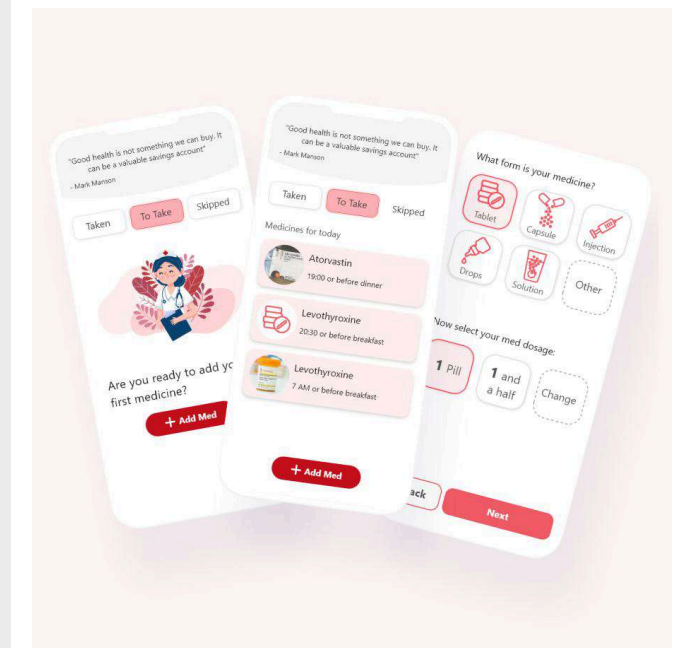 "Good health is not something we can buy. It
can be a valuable savings account"
- Mark Manson
Taken
To Take
Skipped
Are you ready to add yo
first medicine?
+ Add Med
"Good health is not something we can buy. It
can be a valuable savings account"
- Mark Manson
Taken
To Take
Skipped
Medicines for today
Atorvastin
19:00 or before dinner
Levothyroxine
20:30 or before breakfast
Levothyroxine
7 AM or before breakfast
+ Add Med
What form is your medicine?
Tablet
Capsule
Injection
Drops
Solution
Other
Now select your med dosage:
1 Pill
1 and
a half
Change
ack
Next